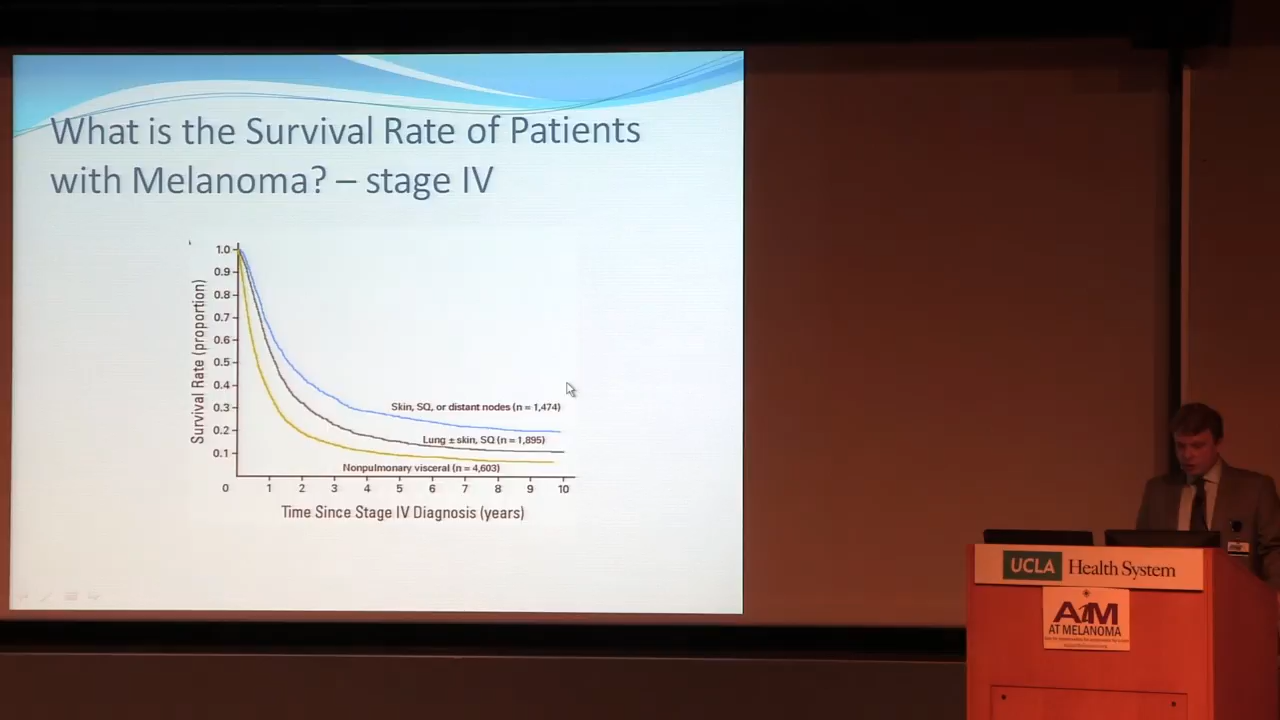 What is the Survival Rate of Patients
with Melanoma? – stage IV
Survival Rate (proportion)
1.0
0.9
0.8
0.7
0.6
0.5
0.4
0.3
0.2
0.1
0
Skin, SQ, or distant nodes (n = 1,474)
Lung ± skin, SQ (n = 1,895)
Nonpulmonary visceral (n = 4,603)
1 2 3 4 5 6 7 8 9 10
Time Since Stage IV Diagnosis (years)
UCLA Health System
AiM
AT MELANOMA